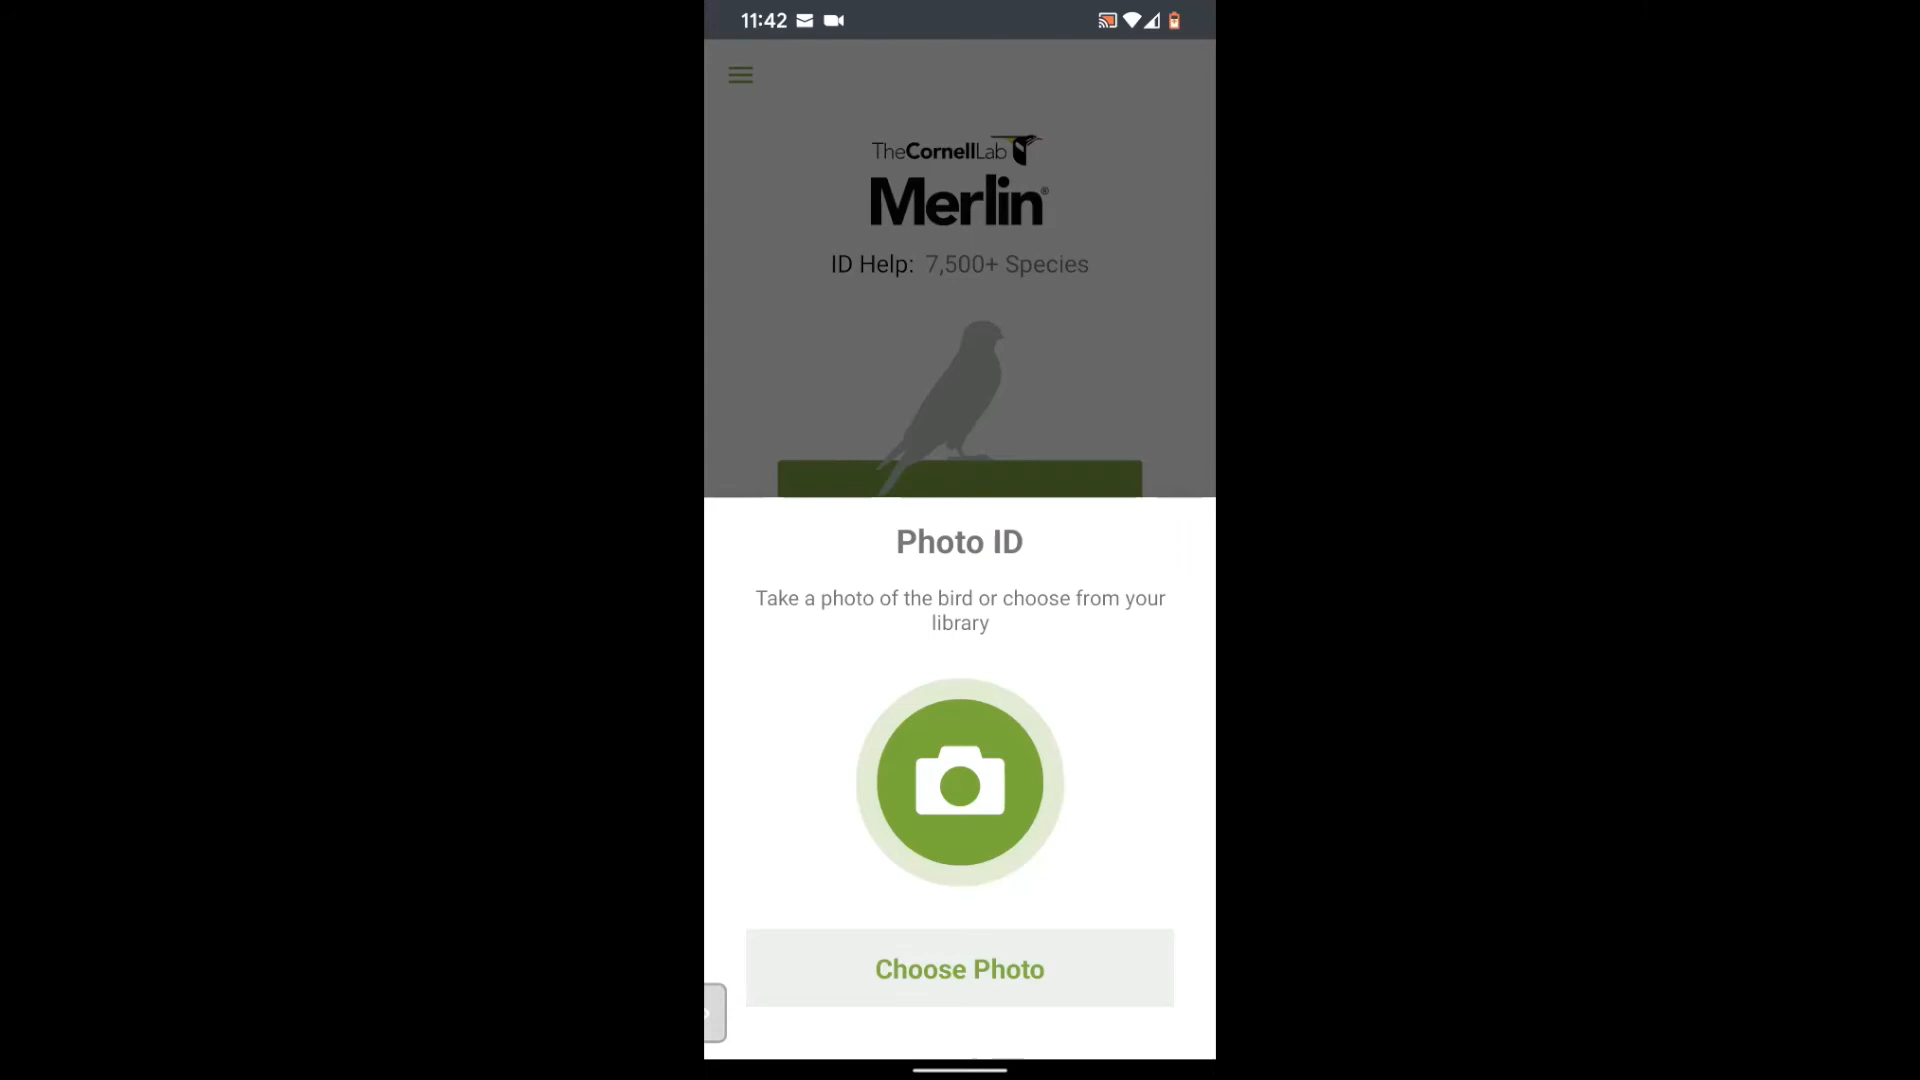 11:42
TheCornellLab
Merlin®
ID Help: 7,500+ Species
Photo ID
Take a photo of the bird or choose from your
library
Choose Photo